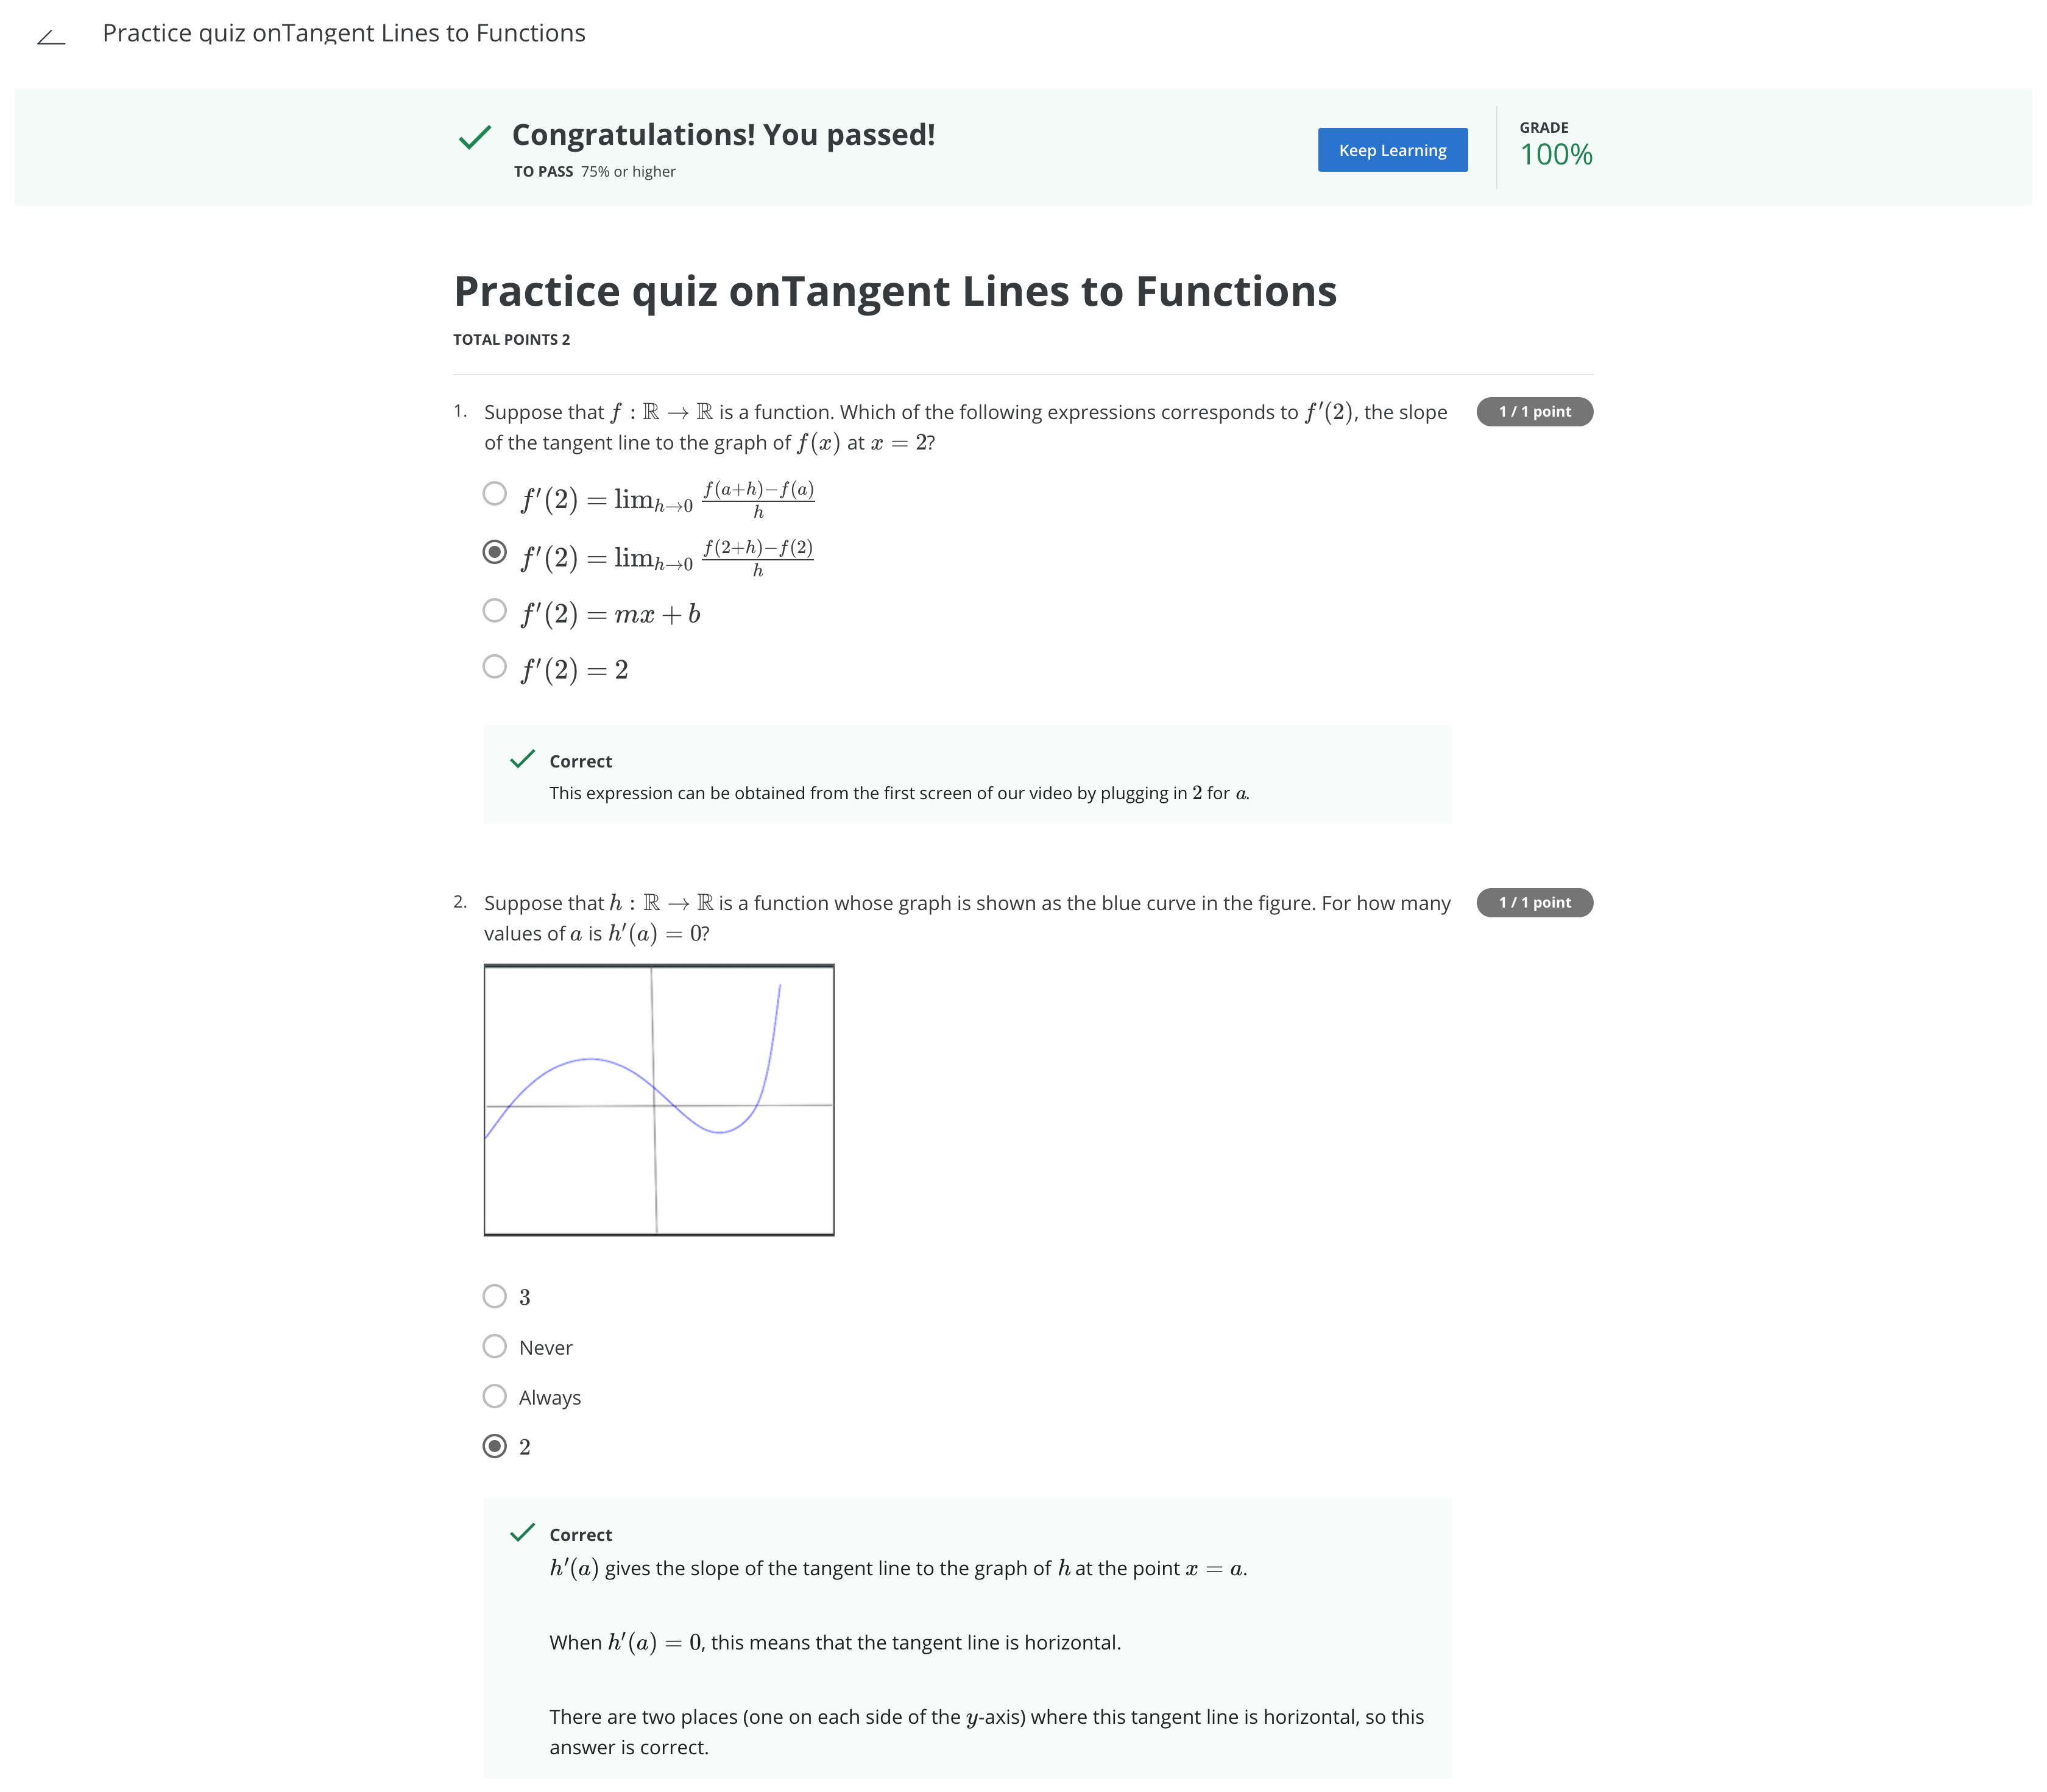 Practice quiz onTangent Lines to Functions
Congratulations! You passed!
TO PASS 75% or higher
Keep Learning
GRADE
100%
Practice quiz onTangent Lines to Functions
TOTAL POINTS 2
1. Suppose that f : ℝ → ℝ is a function. Which of the following expressions corresponds to f′(2), the slope
of the tangent line to the graph of f(x) at x = 2?
1 / 1 point
f′(2) = lim_{h→0} \frac{f(a+h)−f(a)}{h}
f′(2) = lim_{h→0} \frac{f(2+h)−f(2)}{h}
f′(2) = mx + b
f′(2) = 2
Correct
This expression can be obtained from the first screen of our video by plugging in 2 for a.
2. Suppose that h : ℝ → ℝ is a function whose graph is shown as the blue curve in the figure. For how many
values of a is h′(a) = 0?
1 / 1 point
3
Never
Always
2
Correct
h′(a) gives the slope of the tangent line to the graph of h at the point x = a.
When h′(a) = 0, this means that the tangent line is horizontal.
There are two places (one on each side of the y-axis) where this tangent line is horizontal, so this
answer is correct.